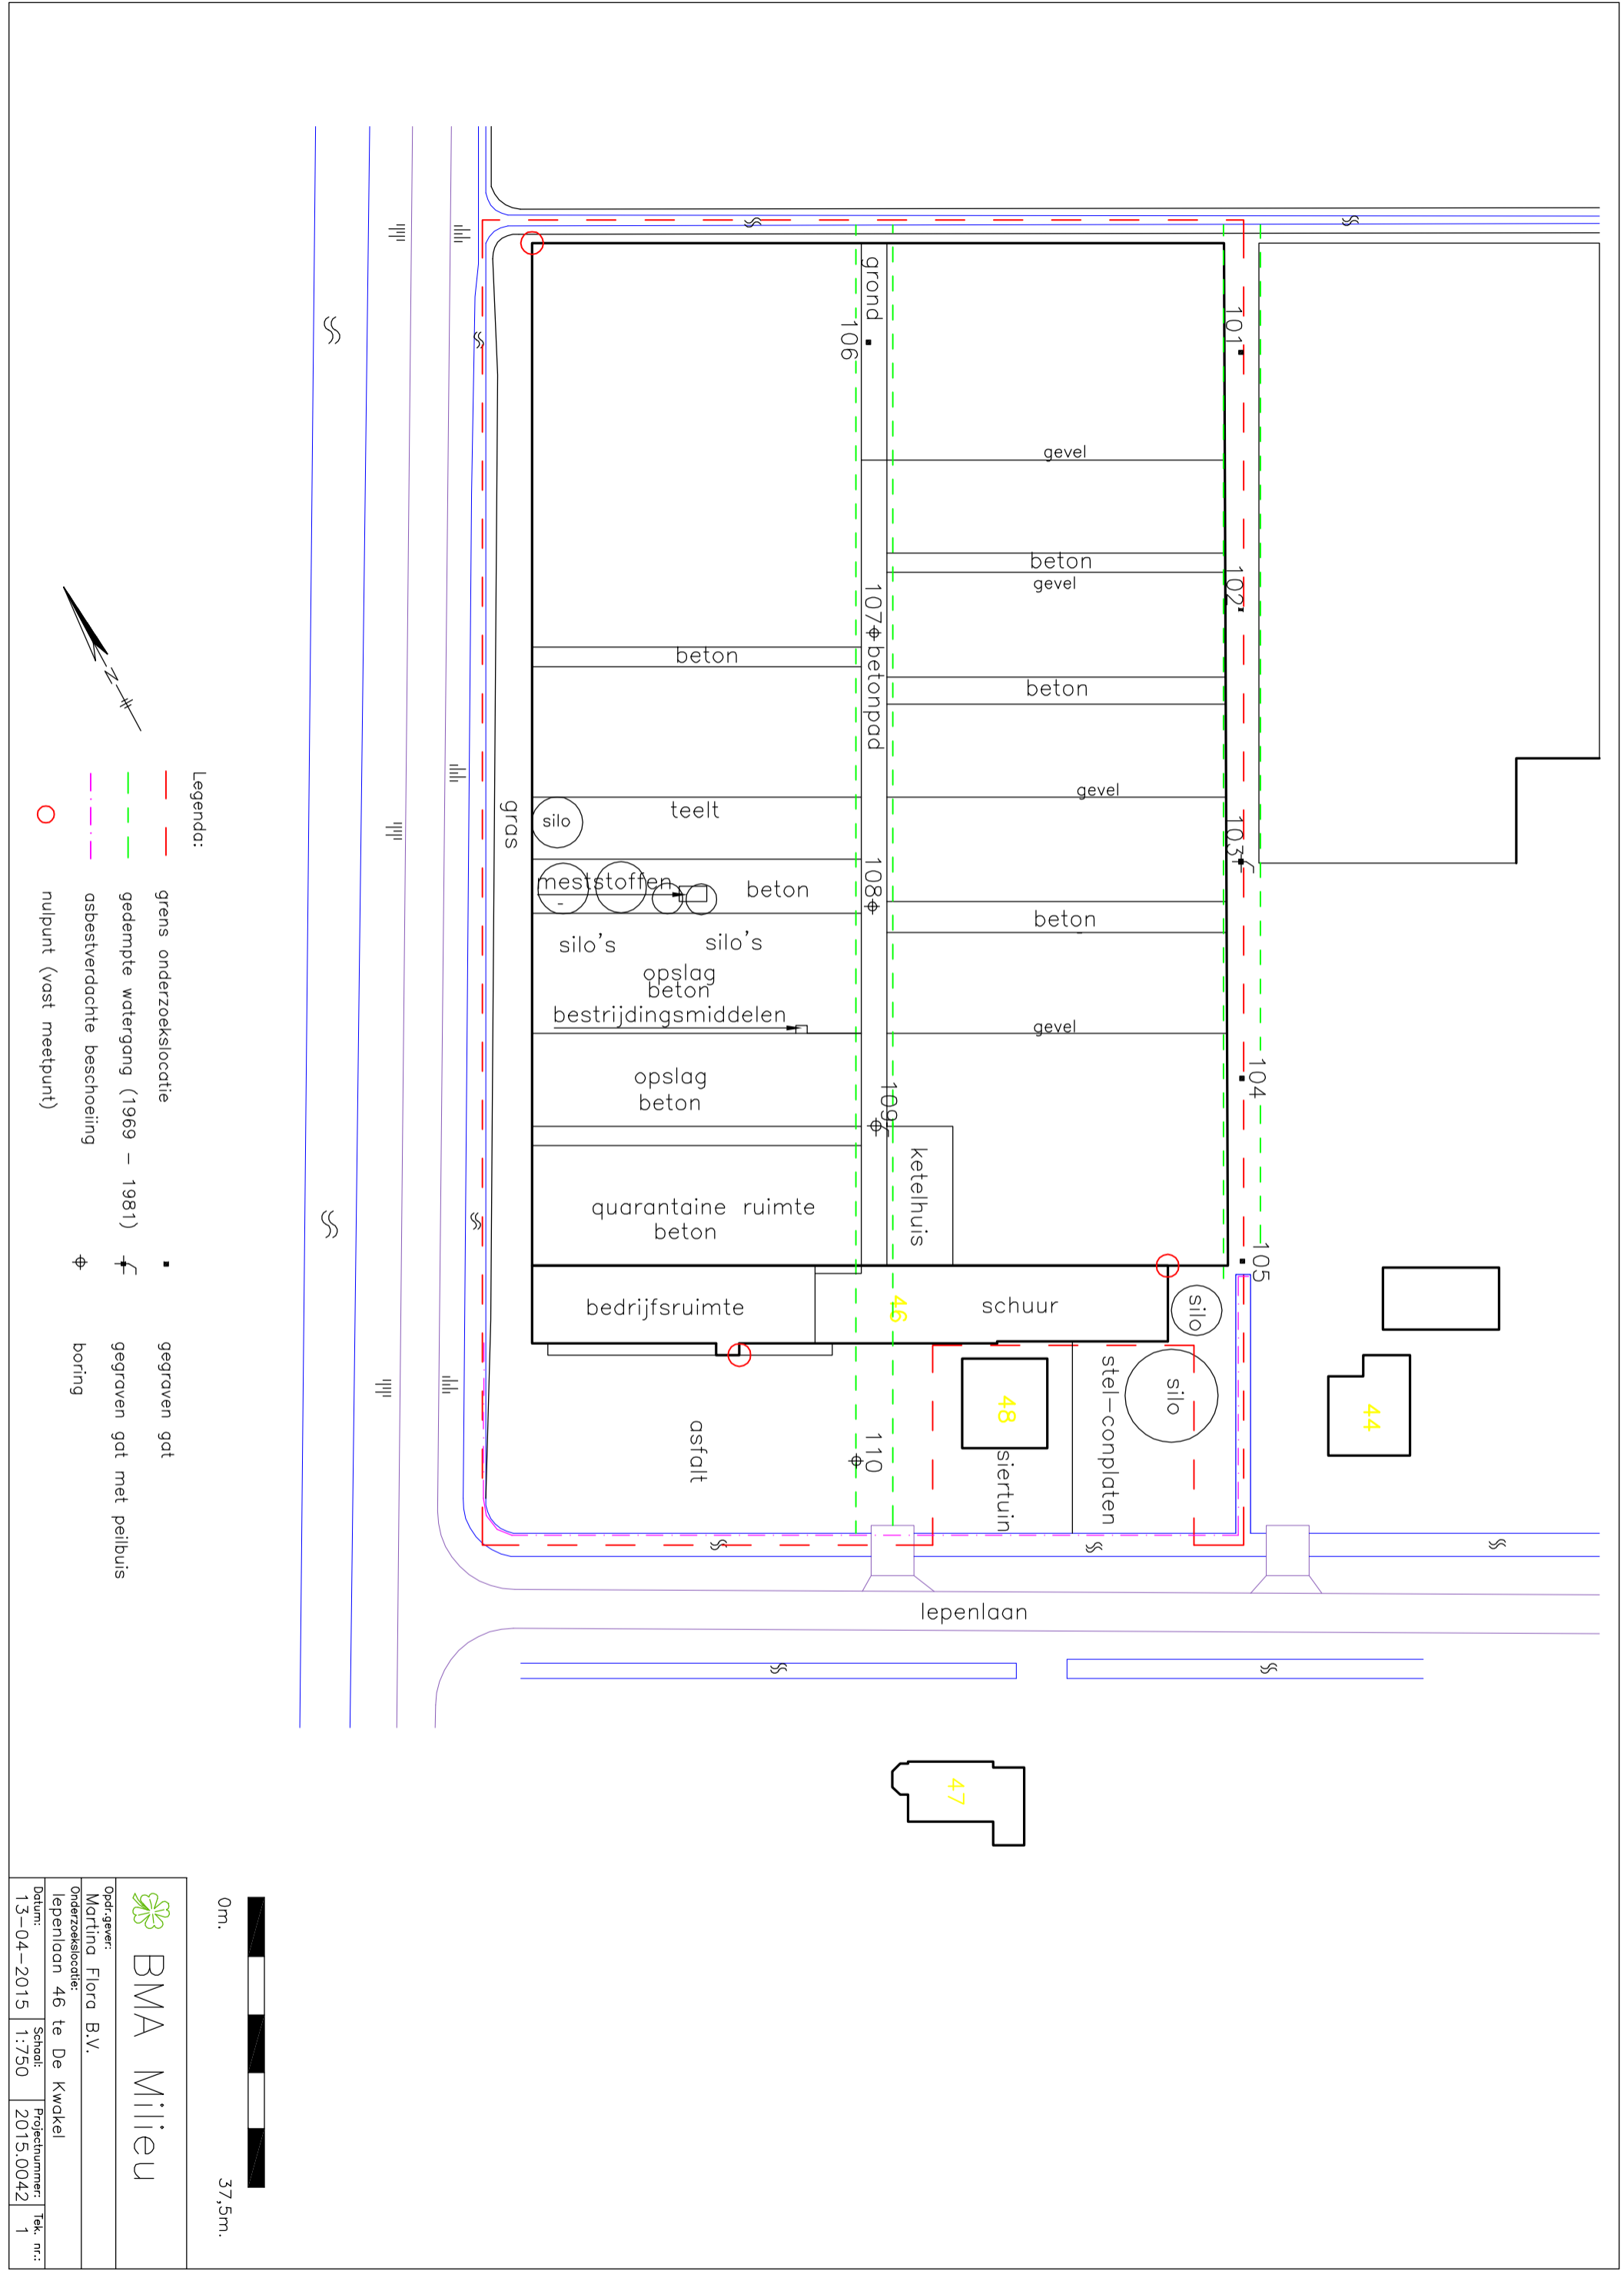 grond
106
101
gevel
beton
gevel
102
107
betonpad
beton
beton
gevel
teelt
silo
gras
103
108
meststoffen
beton
beton
silo's
silo's
opslag
beton
bestrijdingsmiddelen
gevel
opslag
beton
104
109
ketelhuis
quarantaine ruimte
beton
105
bedrijfsruimte
46
schuur
silo
silo
stel-conplaten
48
siertuin
44
asfalt
110
Iepenlaan
47
N
Legenda:
grens onderzoekslocatie
gedempte watergang (1969 - 1981)
asbestverdachte beschoeiing
nulpunt (vast meetpunt)
gegraven gat
gegraven gat met peilbuis
boring
0m.
37,5m.
BMA Milieu
Opdr.gever:
Martina Flora B.V.
Onderzoekslocatie:
Iepenlaan 46 te De Kwakel
Datum:
13-04-2015
Schaal:
1:750
Projectnummer:
2015.0042
Tek. nr.:
1